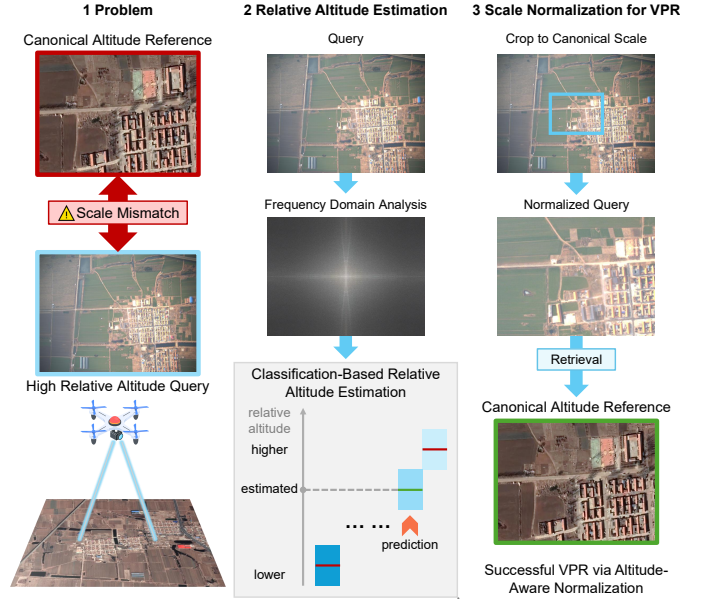 1 Problem
Canonical Altitude Reference
Scale Mismatch
High Relative Altitude Query
2 Relative Altitude Estimation
Query
Frequency Domain Analysis
Classification-Based Relative
Altitude Estimation
relative
altitude
higher
estimated
... ...
prediction
lower
3 Scale Normalization for VPR
Crop to Canonical Scale
Normalized Query
Retrieval
Canonical Altitude Reference
Successful VPR via Altitude-
Aware Normalization